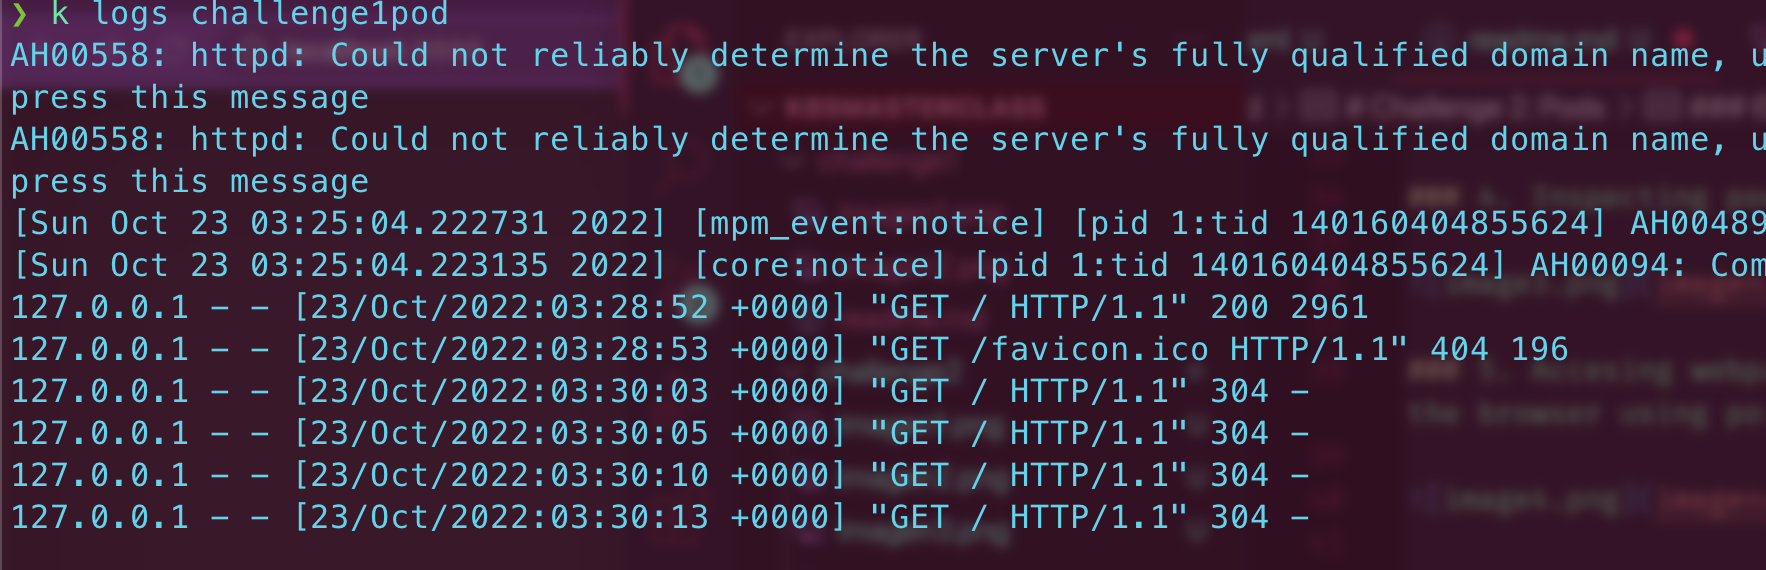 ❯ k logs challenge1pod
AH00558: httpd: Could not reliably determine the server's fully qualified domain name, u
press this message
AH00558: httpd: Could not reliably determine the server's fully qualified domain name, u
press this message
[Sun Oct 23 03:25:04.222731 2022] [mpm_event:notice] [pid 1:tid 140160404855624] AH00489
[Sun Oct 23 03:25:04.223135 2022] [core:notice] [pid 1:tid 140160404855624] AH00094: Com
127.0.0.1 - - [23/Oct/2022:03:28:52 +0000] "GET / HTTP/1.1" 200 2961
127.0.0.1 - - [23/Oct/2022:03:28:53 +0000] "GET /favicon.ico HTTP/1.1" 404 196
127.0.0.1 - - [23/Oct/2022:03:30:03 +0000] "GET / HTTP/1.1" 304 -
127.0.0.1 - - [23/Oct/2022:03:30:05 +0000] "GET / HTTP/1.1" 304 -
127.0.0.1 - - [23/Oct/2022:03:30:10 +0000] "GET / HTTP/1.1" 304 -
127.0.0.1 - - [23/Oct/2022:03:30:13 +0000] "GET / HTTP/1.1" 304 -